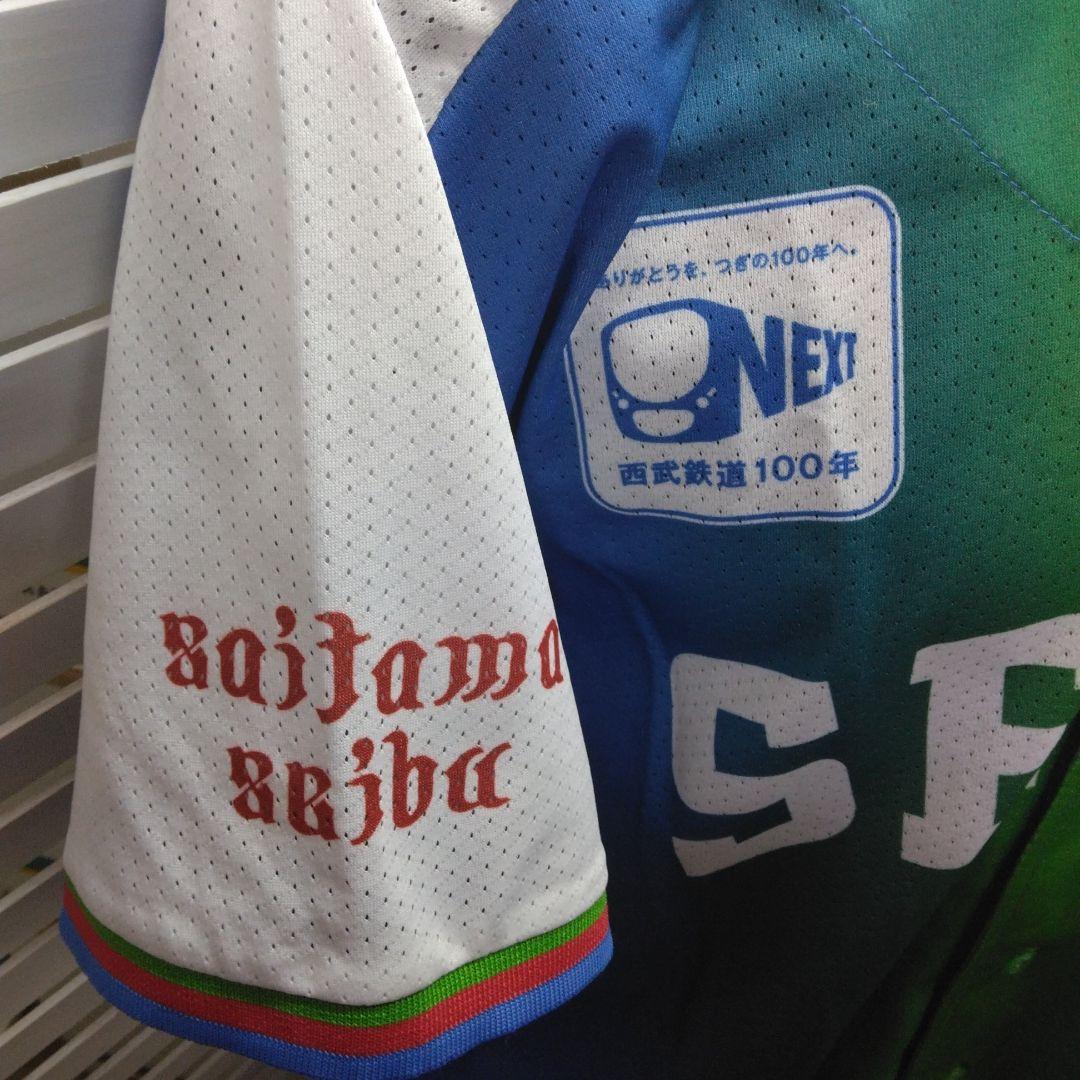 ありがとうを、つぎの100年へ。
NEXT
西武鉄道100年
saitama
seibu
SP